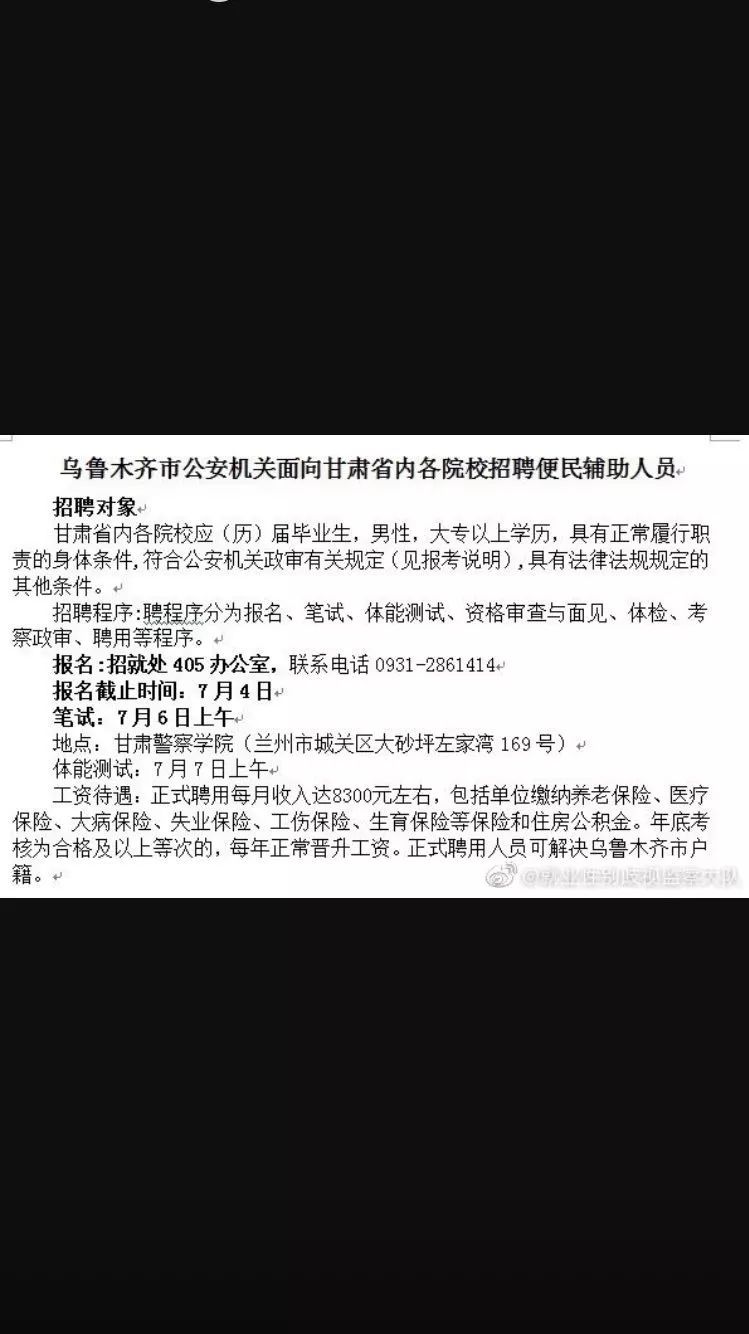 乌鲁木齐市公安机关面向甘肃省内各院校招聘便民辅助人员
招聘对象
甘肃省内各院校应（历）届毕业生，男性，大专以上学历，具有正常履行职
责的身体条件,符合公安机关政审有关规定（见报考说明）,具有法律法规规定的
其他条件。
招聘程序:聘程序分为报名、笔试、体能测试、资格审查与面见、体检、考
察政审、聘用等程序。
报名:招就处 405 办公室，联系电话 0931-2861414
报名截止时间：7 月 4 日
笔试：7 月 6 日上午
地点：甘肃警察学院（兰州市城关区大砂坪左家湾 169 号）
体能测试：7 月 7 日上午
工资待遇：正式聘用每月收入达8300元左右，包括单位缴纳养老保险、医疗
保险、大病保险、失业保险、工伤保险、生育保险等保险和住房公积金。年底考
核为合格及以上等次的，每年正常晋升工资。正式聘用人员可解决乌鲁木齐市户
籍。
@就业性别歧视监察大队